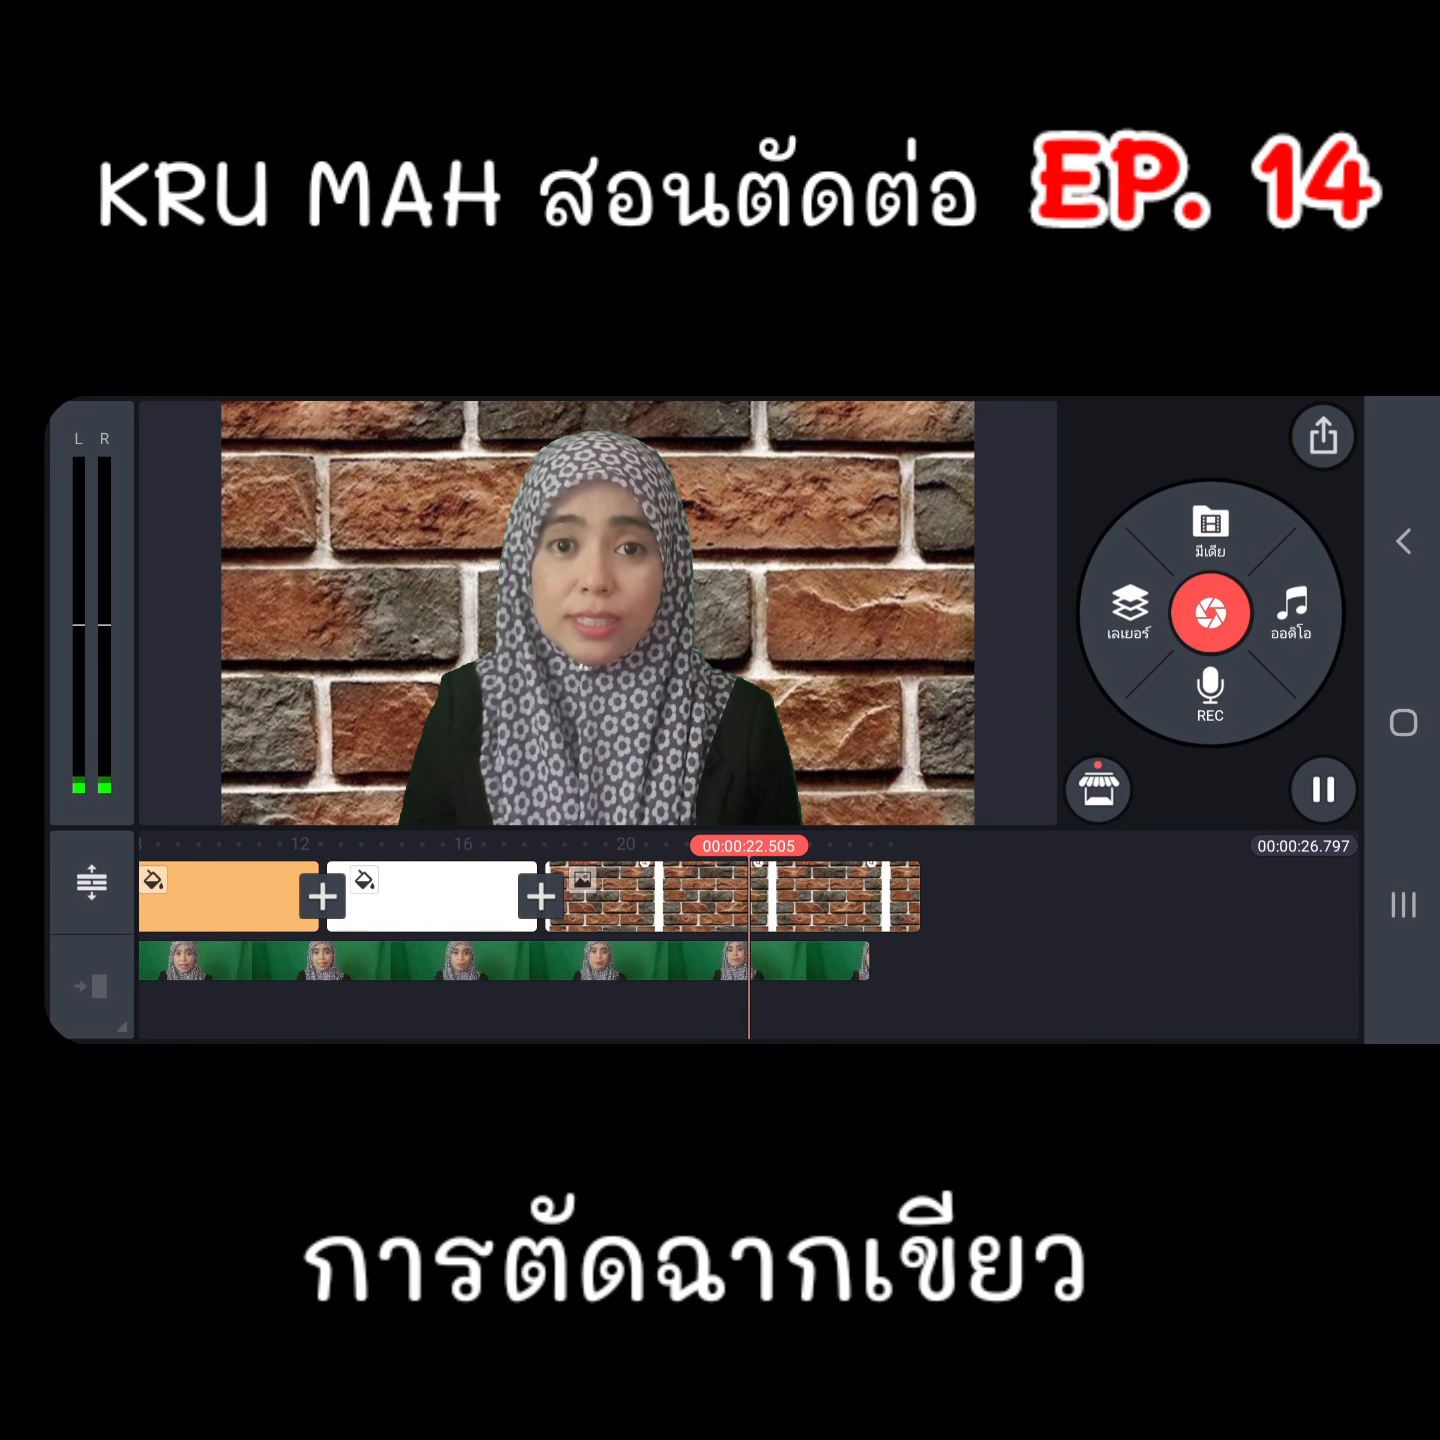 KRU MAH สอนตัดต่อ EP. 14
L R
มีเดีย
เลเยอร์
ออดิโอ
REC
12 16 20 00:00:22.505 00:00:26.797
การตัดฉากเขียว